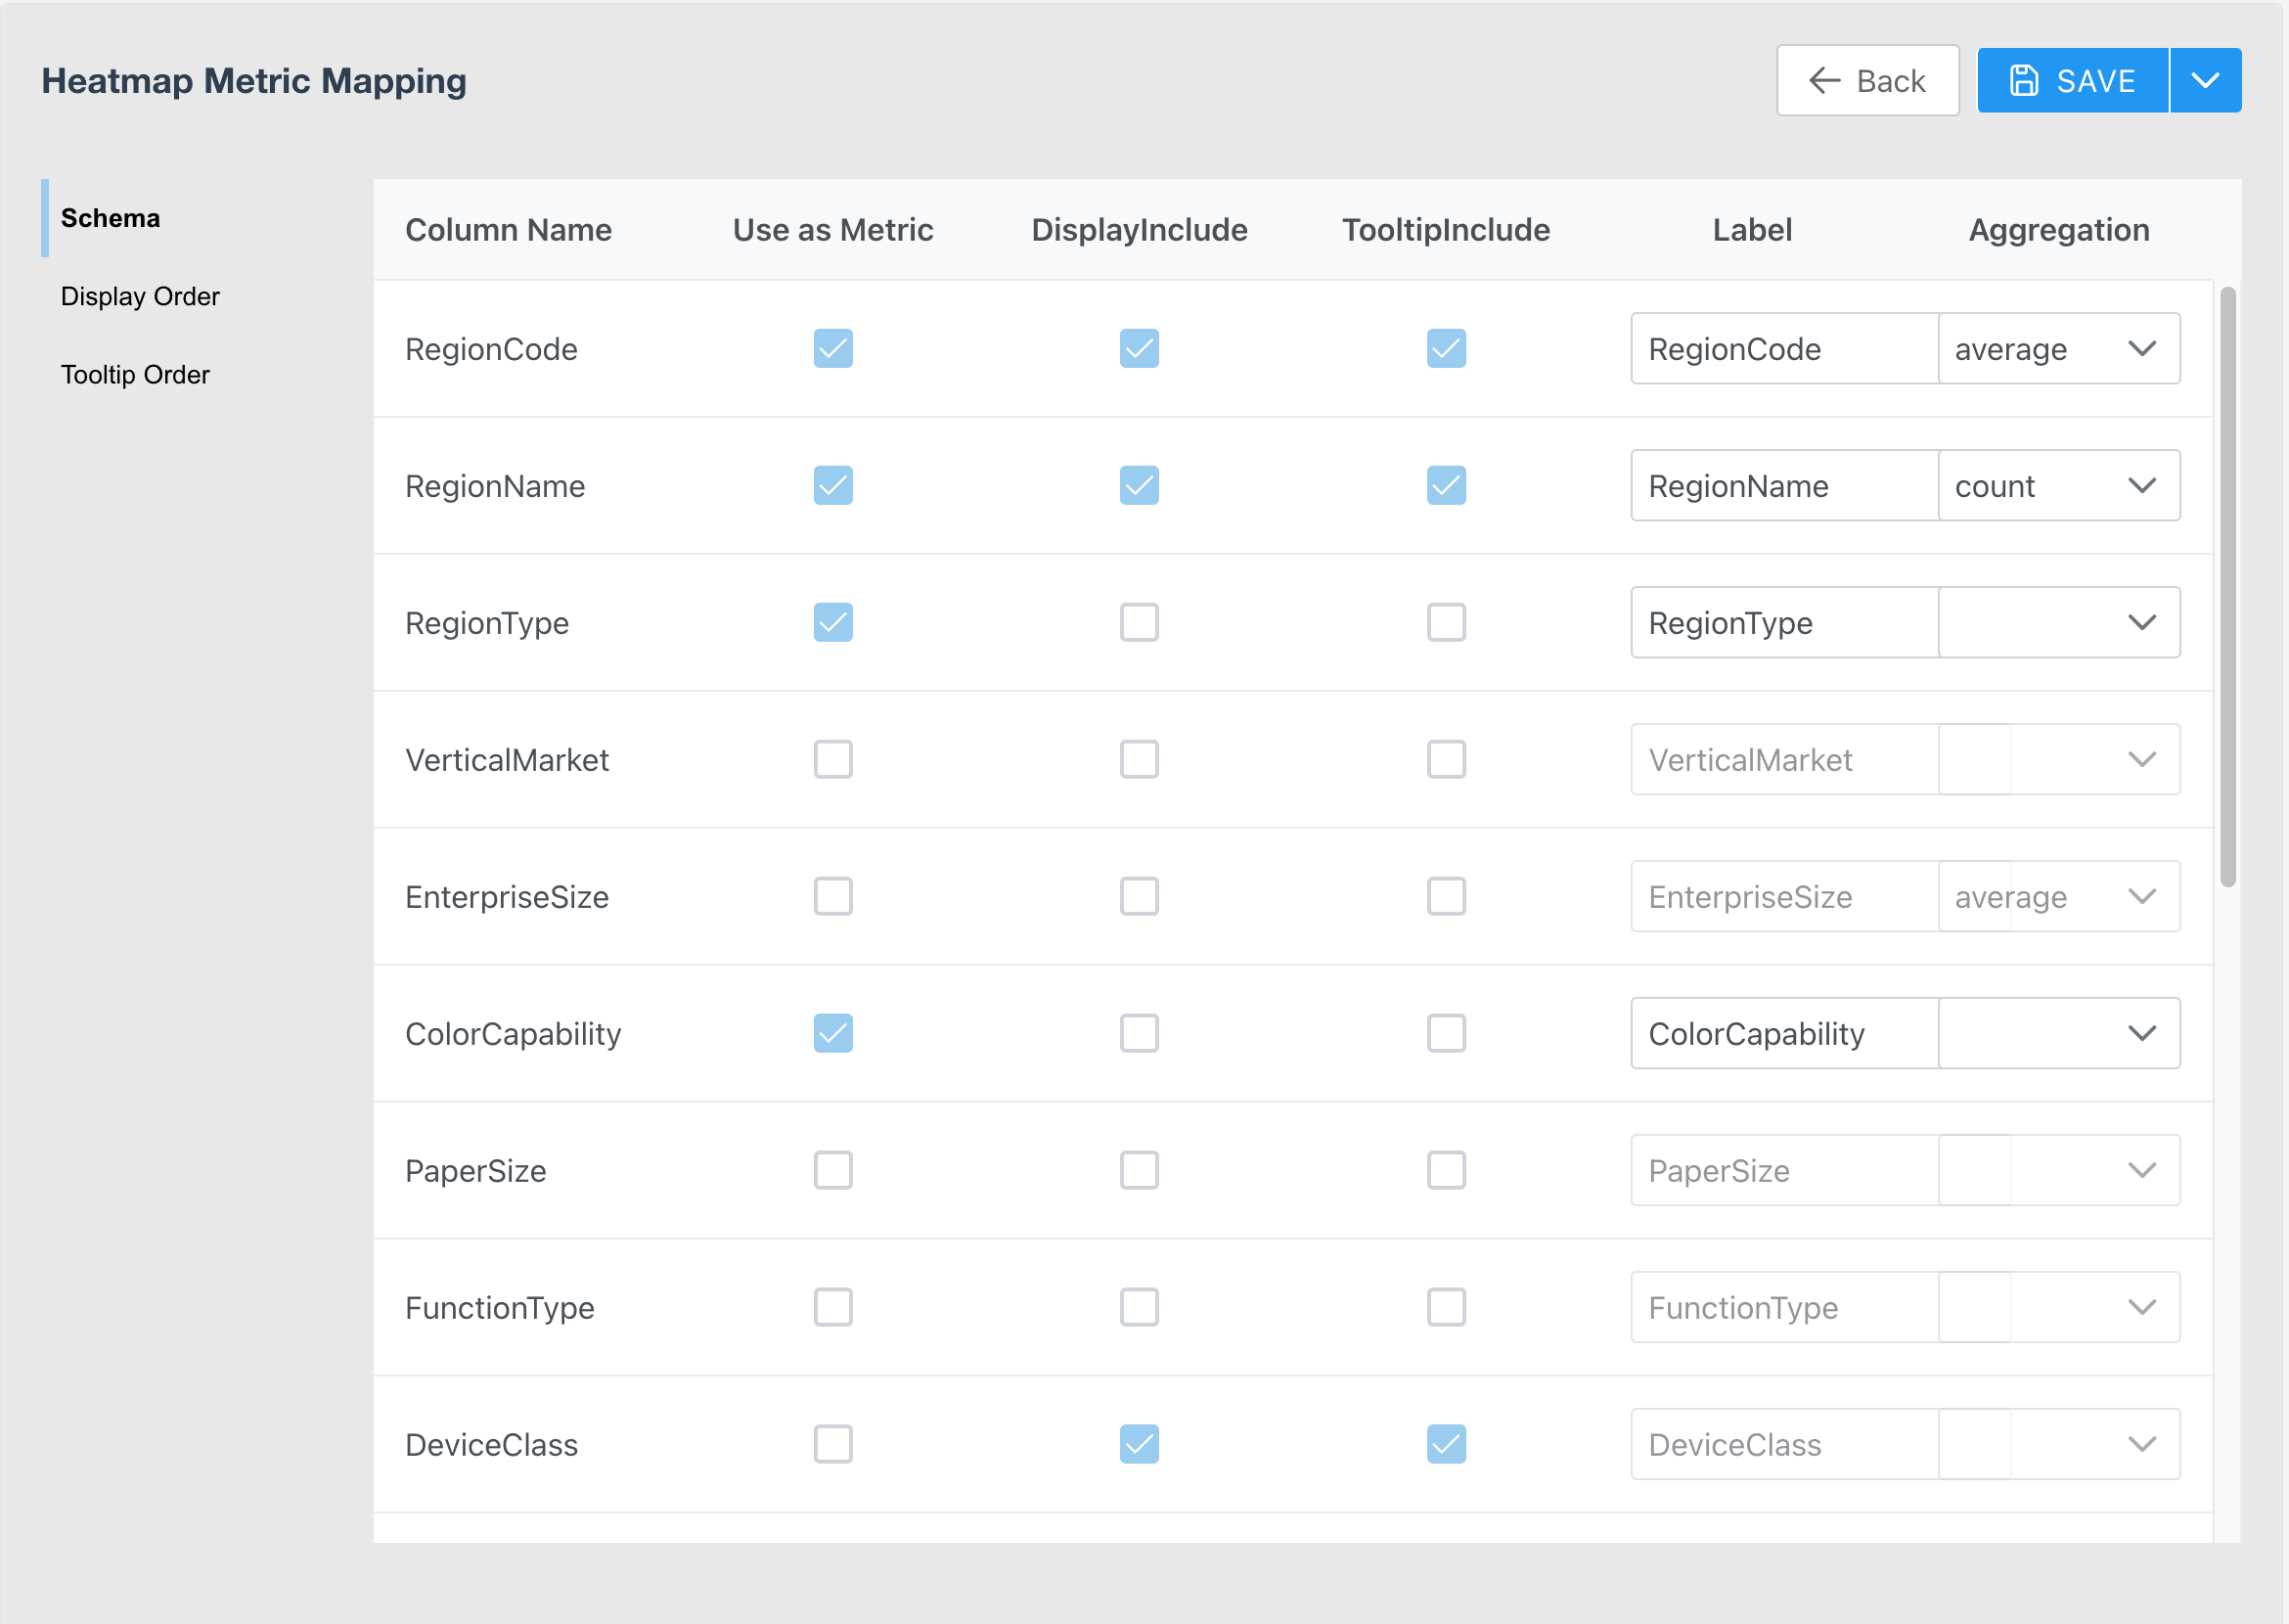 Heatmap Metric Mapping
Back
SAVE
Schema
Display Order
Tooltip Order
Column Name Use as Metric DisplayInclude TooltipInclude Label Aggregation
RegionCode RegionCode average
RegionName RegionName count
RegionType RegionType
VerticalMarket VerticalMarket
EnterpriseSize EnterpriseSize average
ColorCapability ColorCapability
PaperSize PaperSize
FunctionType FunctionType
DeviceClass DeviceClass